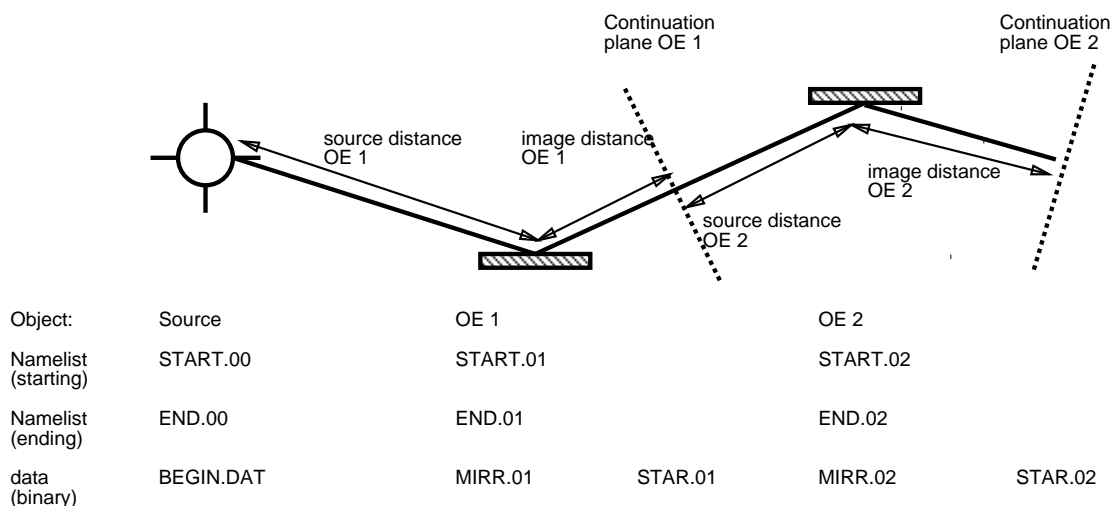 Continuation
plane OE 1
Continuation
plane OE 2
source distance
OE 1
image distance
OE 1
image distance
OE 2
source distance
OE 2
Object: Source OE 1 OE 2
Namelist
(starting) START.00 START.01 START.02
Namelist
(ending) END.00 END.01 END.02
data
(binary) BEGIN.DAT MIRR.01 STAR.01 MIRR.02 STAR.02